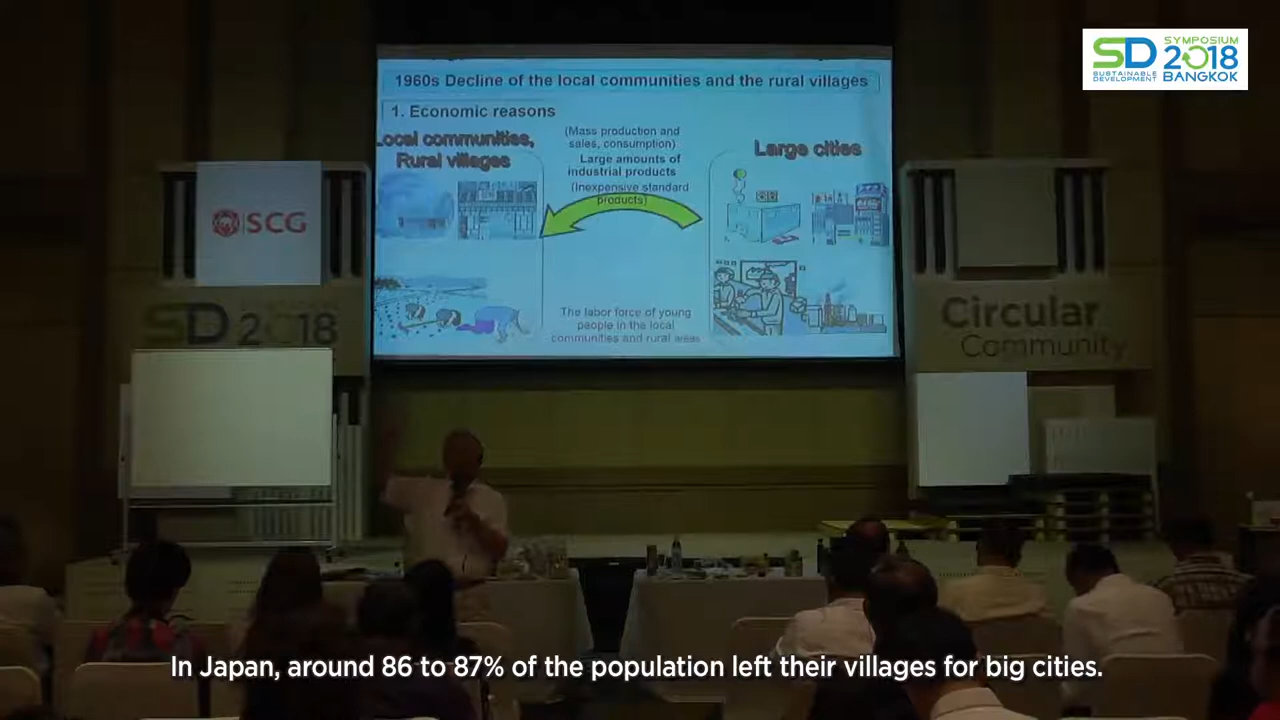 SD SYMPOSIUM 2018
SUSTAINABLE DEVELOPMENT BANGKOK
1960s Decline of the local communities and the rural villages
1. Economic reasons
Local communities,
Rural villages
(Mass production and
sales, consumption)
Large amounts of
industrial products
(Inexpensive standard
products)
Large cities
The labor force of young
people in the local
communities and rural areas
SCG
SD
2018
Circular
Community
In Japan, around 86 to 87% of the population left their villages for big cities.